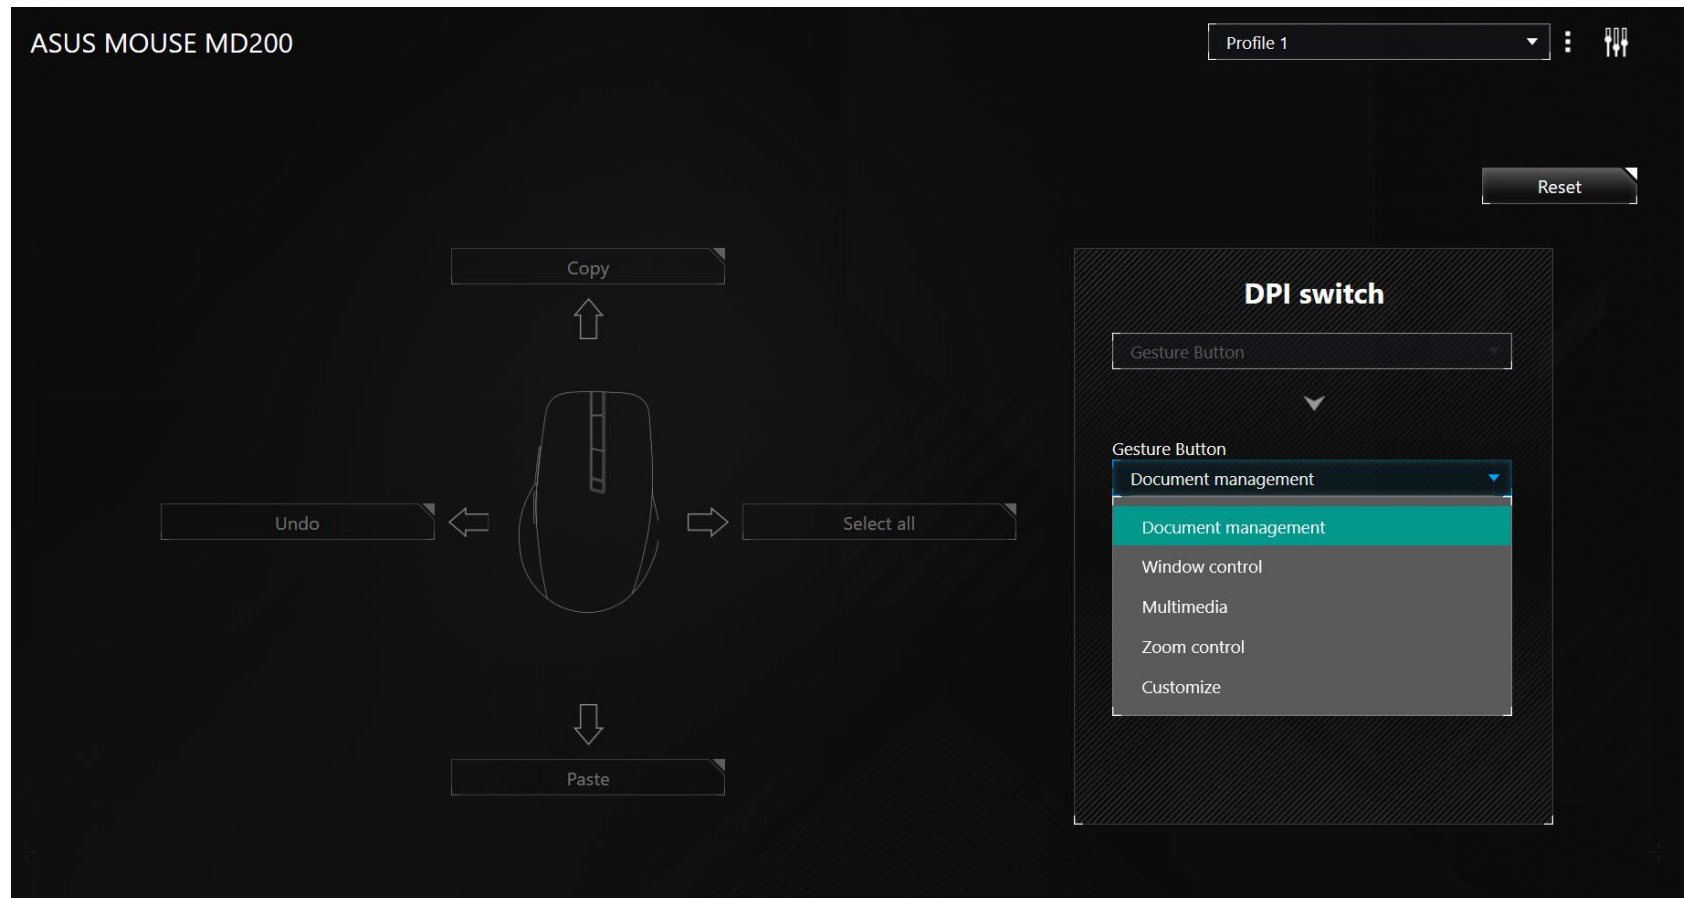 ASUS MOUSE MD200
Profile 1
Reset
Copy
Undo
Select all
Paste
DPI switch
Gesture Button
Gesture Button
Document management
Document management
Window control
Multimedia
Zoom control
Customize